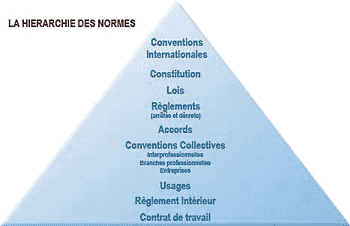 LA HIERARCHIE DES NORMES
Conventions
Internationales
Constitution
Lois
Règlements
(arrêtés et décrets)
Accords
Conventions Collectives
Interprofessionnelles
Branches professionnelles
Entreprises
Usages
Règlement Intérieur
Contrat de travail